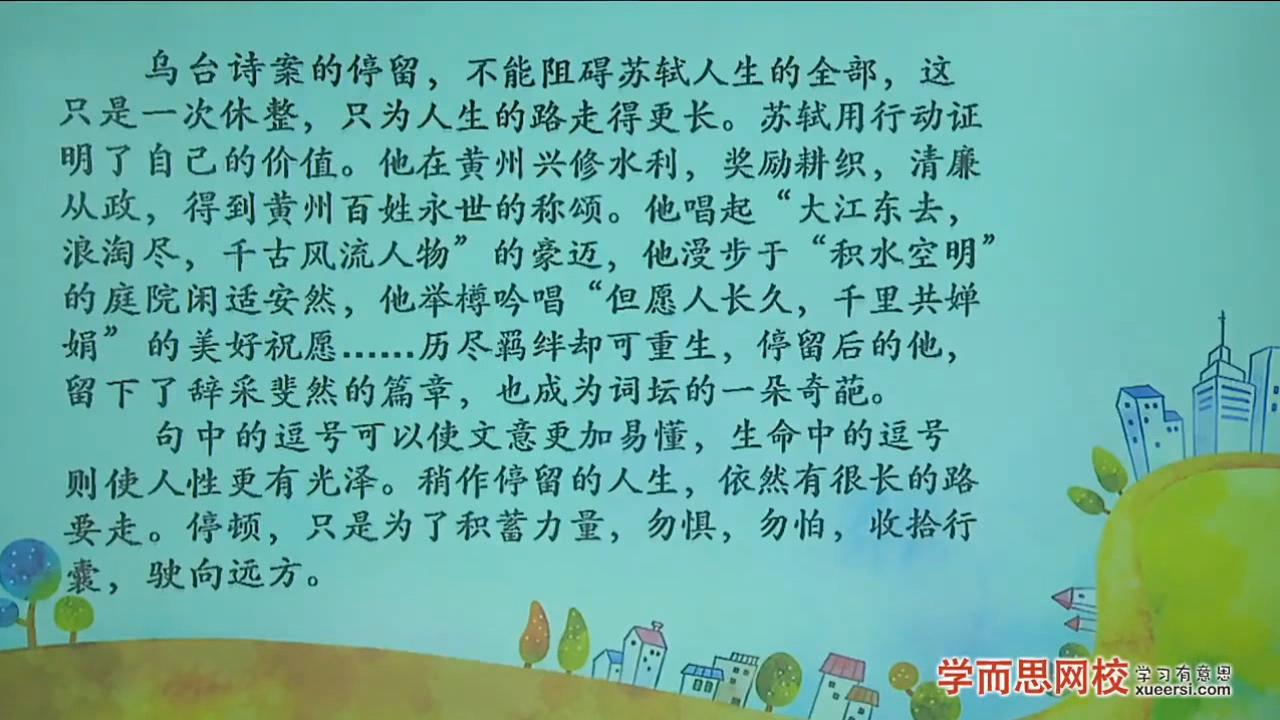 乌台诗案的停留，不能阻碍苏轼人生的全部，这
只是一次休整，只为人生的路走得更长。苏轼用行动证
明了自己的价值。他在黄州兴修水利，奖励耕织，清廉
从政，得到黄州百姓永世的称颂。他唱起“大江东去，
浪淘尽，千古风流人物”的豪迈，他漫步于“积水空明”
的庭院闲适安然，他举樽吟唱“但愿人长久，千里共婵
娟”的美好祝愿……历尽羁绊却可重生，停留后的他，
留下了辞采斐然的篇章，也成为词坛的一朵奇葩。
句中的逗号可以使文意更加易懂，生命中的逗号
则使人性更有光泽。稍作停留的人生，依然有很长的路
要走。停顿，只是为了积蓄力量，勿惧，勿怕，收拾行
囊，驶向远方。
学而思网校 学习有意思
xueersi.com